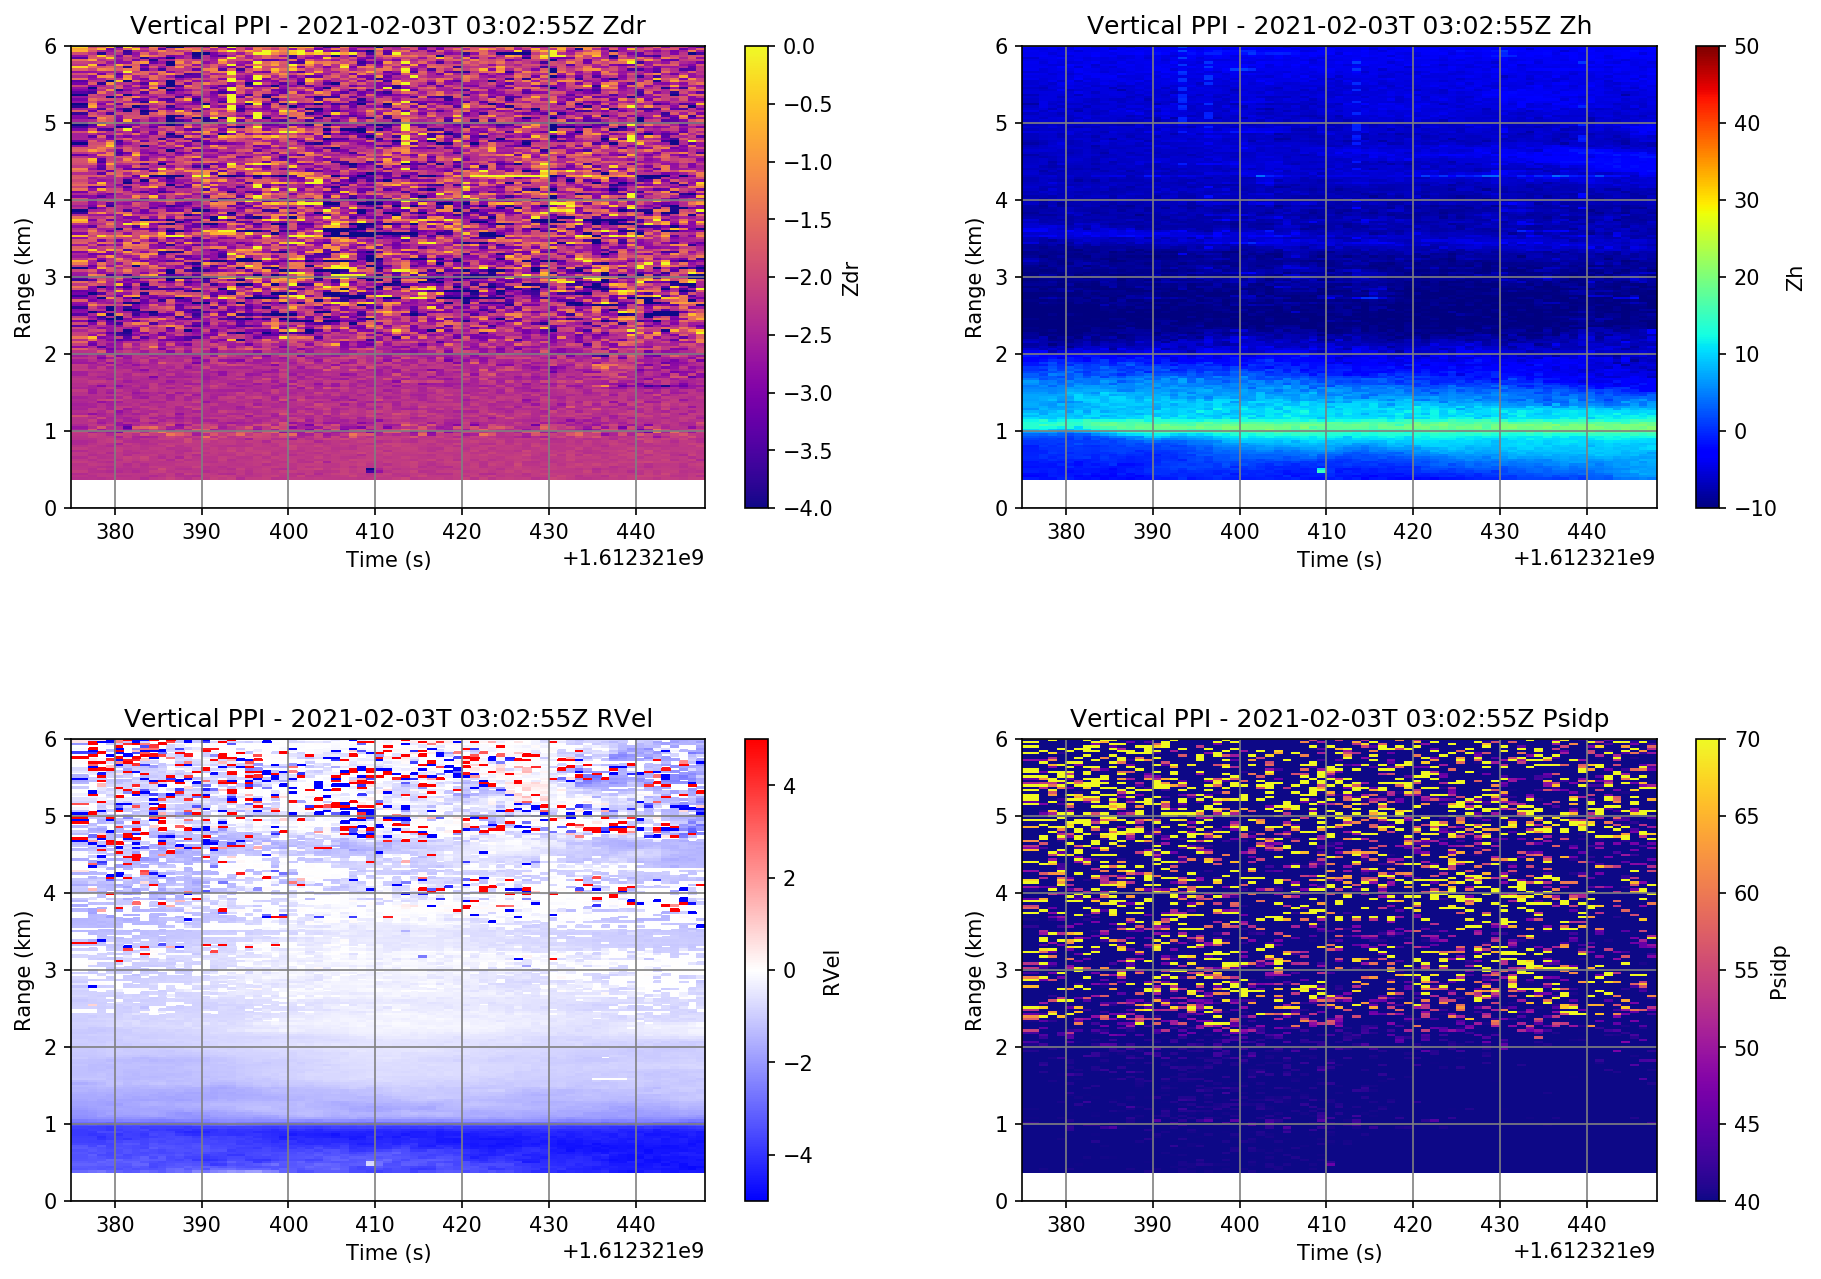 Vertical PPI - 2021-02-03T 03:02:55Z Zdr
6
5
4
3
2
1
0
Range (km)
380 390 400 410 420 430 440
Time (s)
+1.612321e9
0.0
−0.5
−1.0
−1.5
−2.0
−2.5
−3.0
−3.5
−4.0
Zdr
Vertical PPI - 2021-02-03T 03:02:55Z Zh
6
5
4
3
2
1
0
Range (km)
380 390 400 410 420 430 440
Time (s)
+1.612321e9
50
40
30
20
10
0
−10
Zh
Vertical PPI - 2021-02-03T 03:02:55Z RVel
6
5
4
3
2
1
0
Range (km)
380 390 400 410 420 430 440
Time (s)
+1.612321e9
4
2
0
−2
−4
RVel
Vertical PPI - 2021-02-03T 03:02:55Z Psidp
6
5
4
3
2
1
0
Range (km)
380 390 400 410 420 430 440
Time (s)
+1.612321e9
70
65
60
55
50
45
40
Psidp